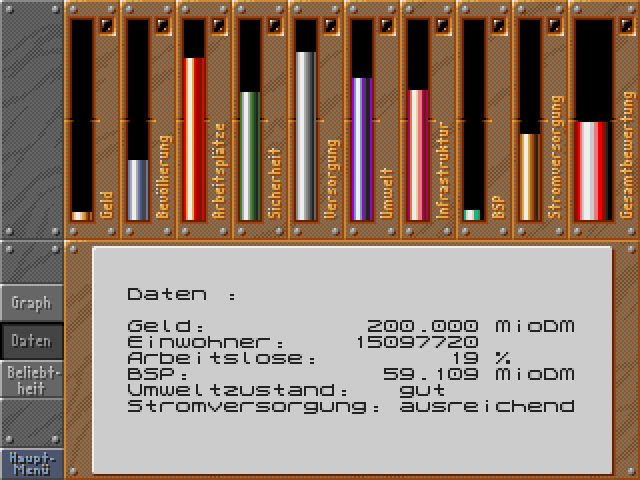 Geld
Bevölkerung
Arbeitsplätze
Sicherheit
Versorgung
Umwelt
Infrastruktur
BSP
Stromversorgung
Gesamtbewertung
Graph
Daten
Beliebt-
heit
Haupt-
Menü
Daten :
Geld: 200.000 MioDM
Einwohner: 15097720
Arbeitslose: 19 %
BSP: 59.109 MioDM
Umweltzustand: gut
Stromversorgung: ausreichend